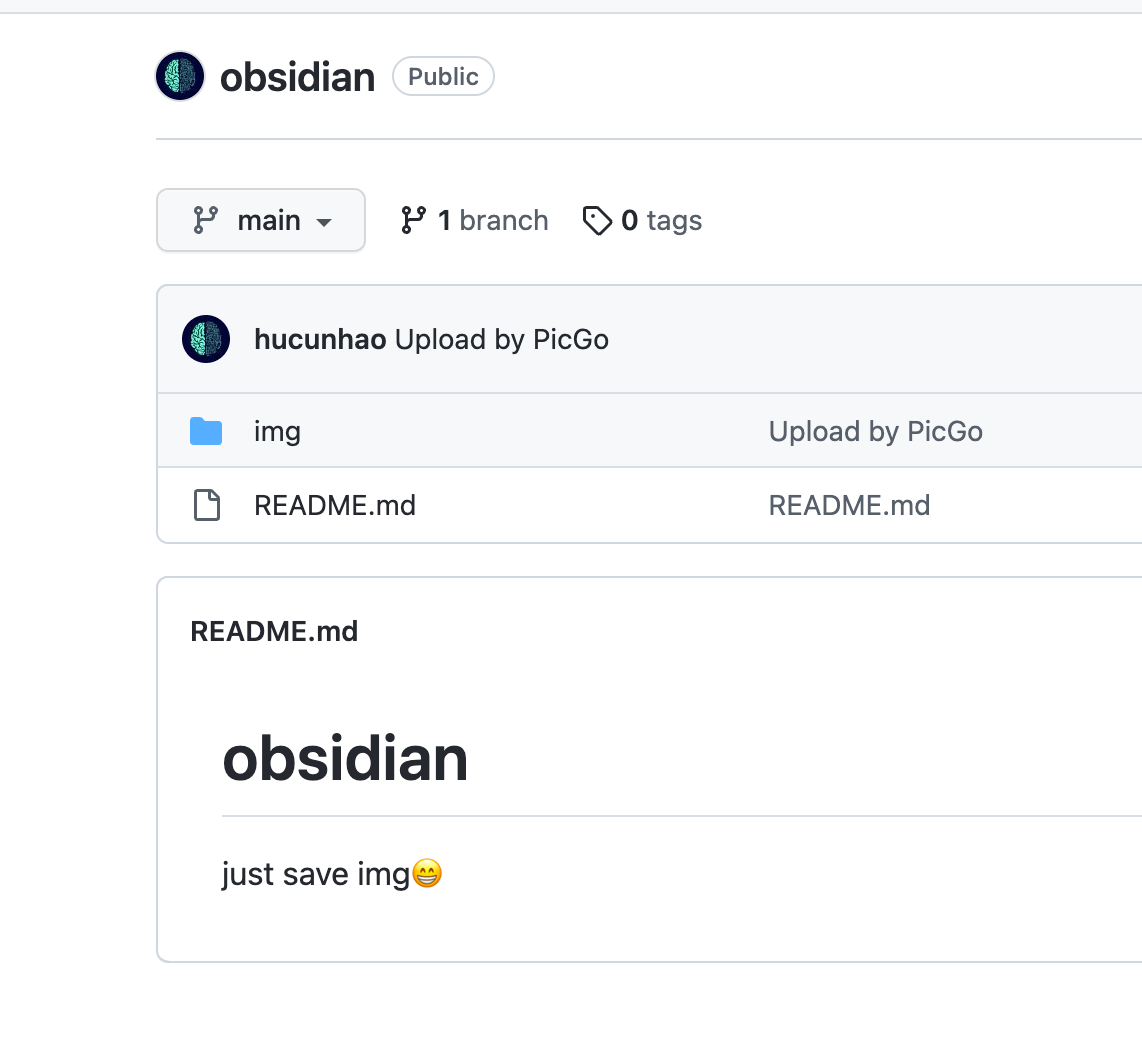 obsidian Public
main 1 branch 0 tags
hucunhao Upload by PicGo
img Upload by PicGo
README.md README.md
README.md
obsidian
just save img😁